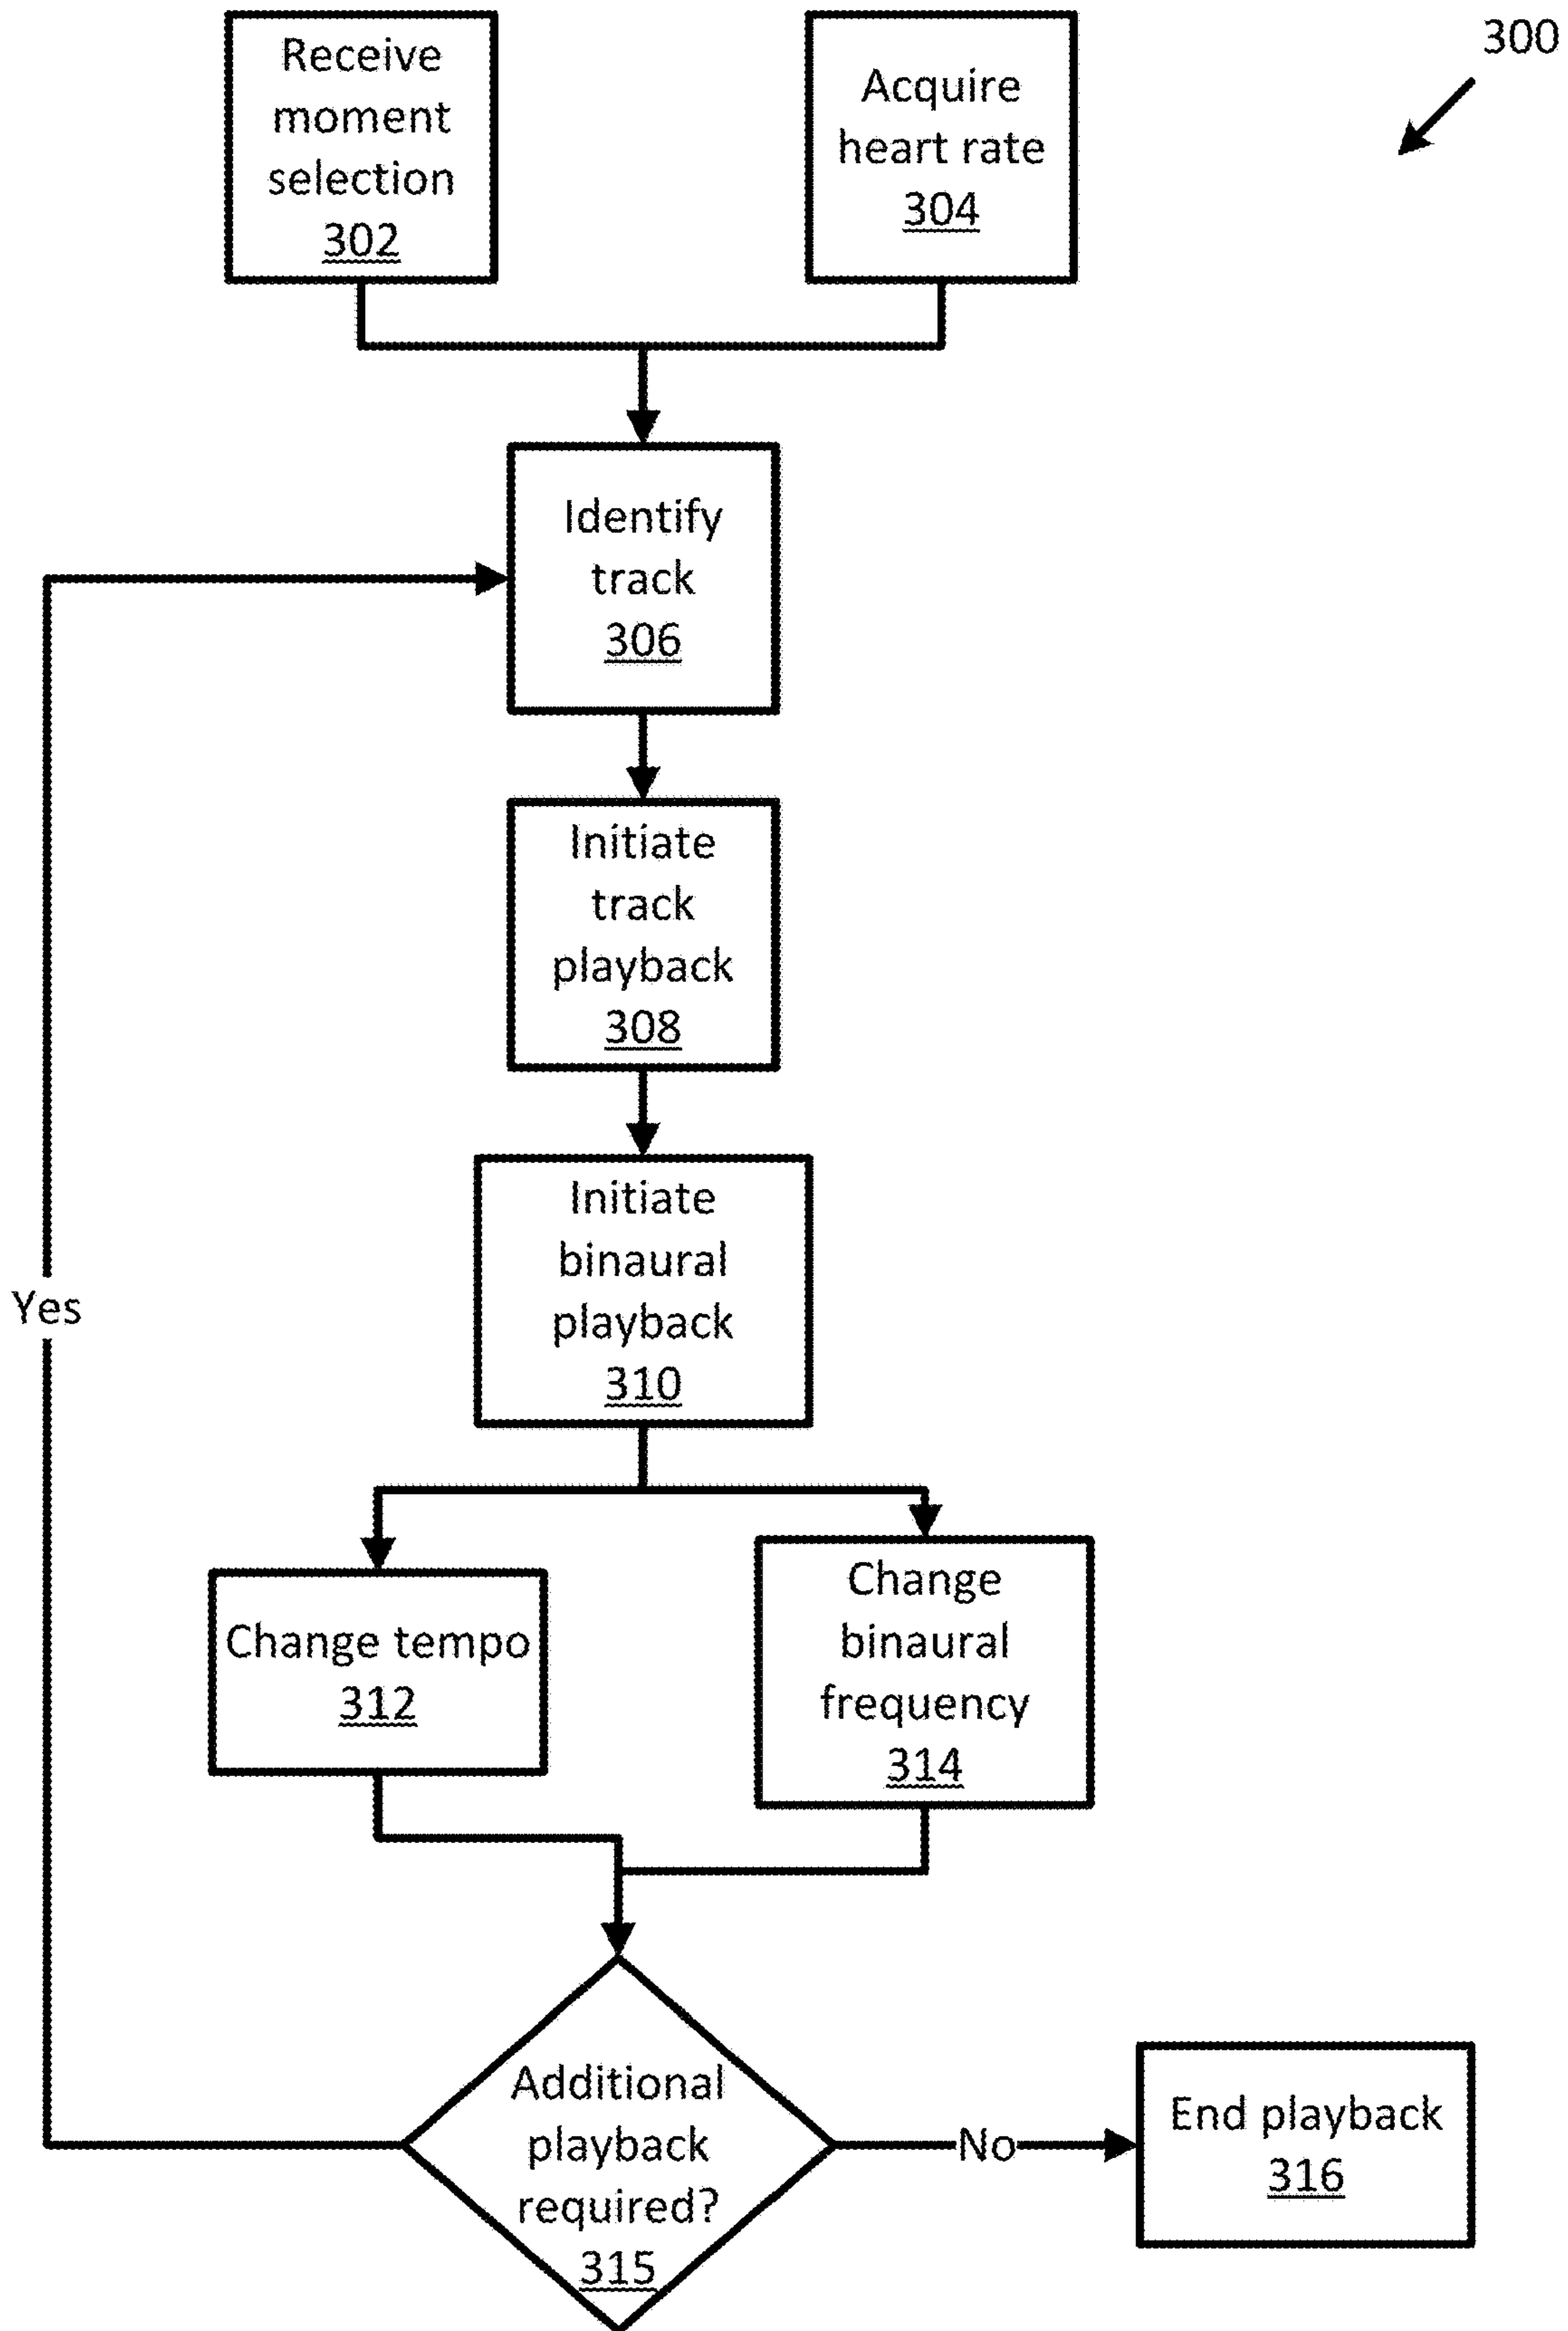 300
Receive
moment
selection
302
Acquire
heart rate
304
Identify
track
306
Initiate
track
playback
308
Initiate
binaural
playback
310
Yes
Change tempo
312
Change
binaural
frequency
314
Additional
playback
required?
315
No
End playback
316